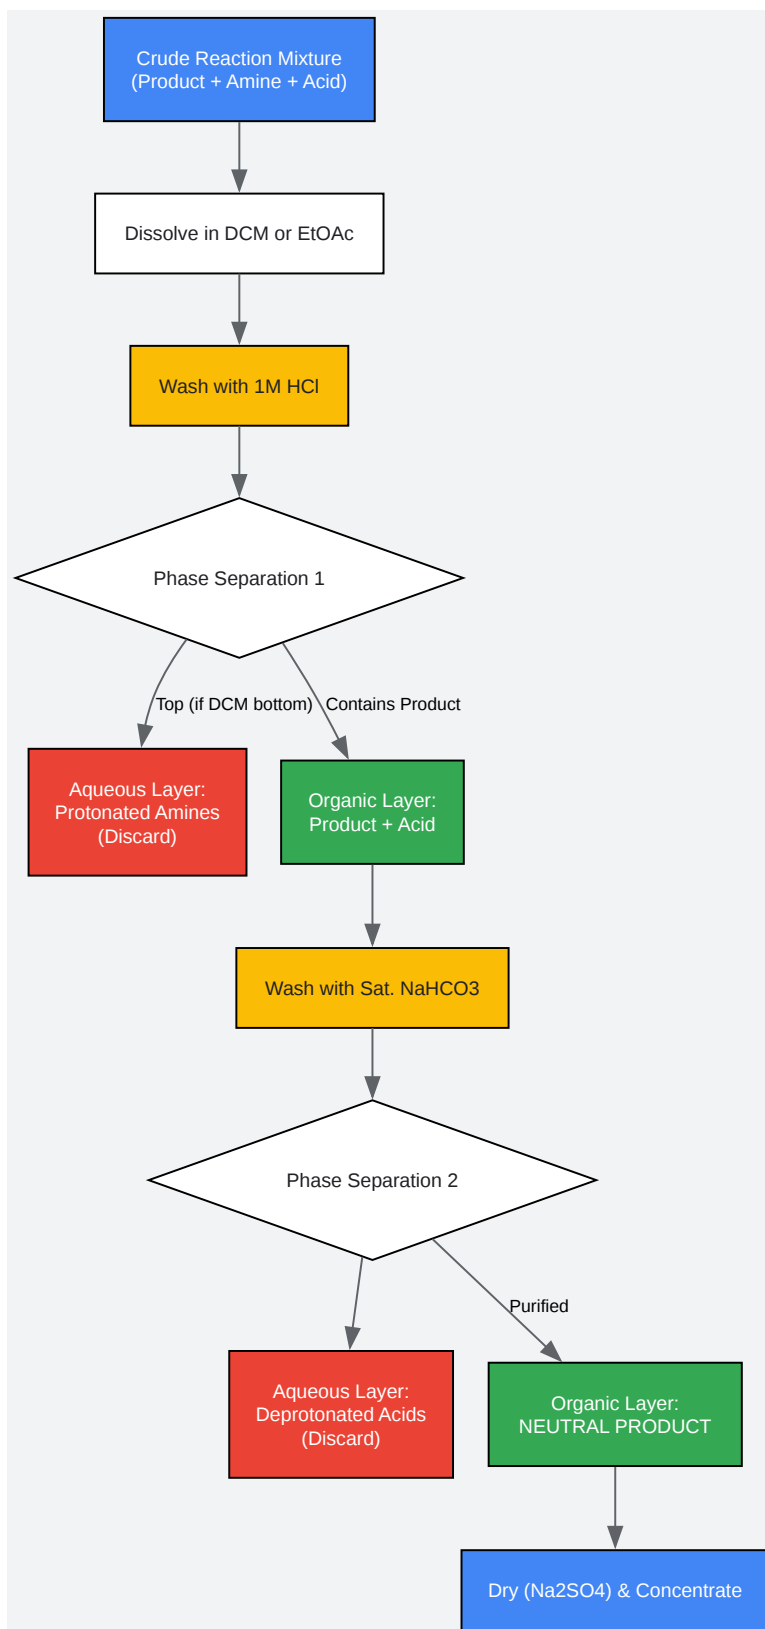 Crude Reaction Mixture
(Product + Amine + Acid)
Dissolve in DCM or EtOAc
Wash with 1M HCl
Phase Separation 1
Top (if DCM bottom)
Contains Product
Aqueous Layer:
Protonated Amines
(Discard)
Organic Layer:
Product + Acid
Wash with Sat. NaHCO3
Phase Separation 2
Purified
Aqueous Layer:
Deprotonated Acids
(Discard)
Organic Layer:
NEUTRAL PRODUCT
Dry (Na2SO4) & Concentrate